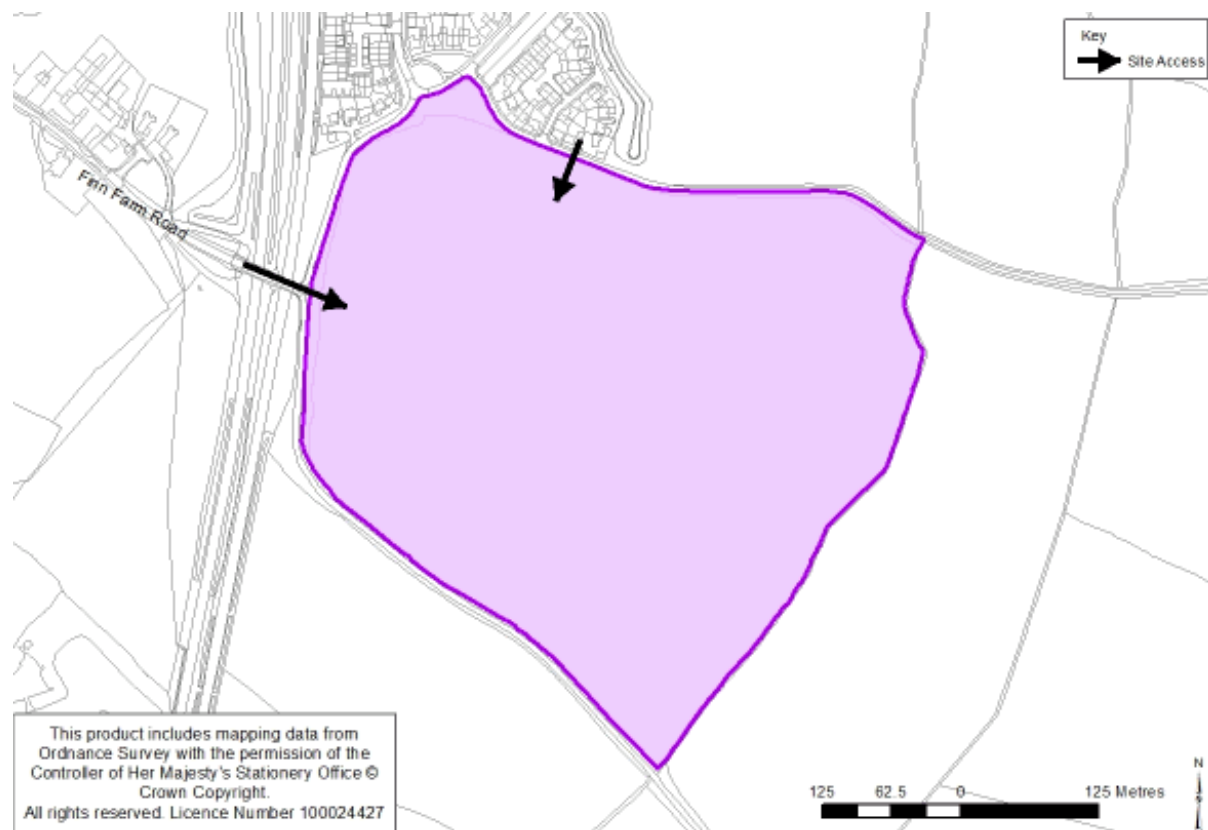 Key
Site Access
Finn Farm Road
This product includes mapping data from
Ordnance Survey with the permission of the
Controller of Her Majesty's Stationery Office ©
Crown Copyright.
All rights reserved. Licence Number 100024427
125 62.5 0 125 Metres
N